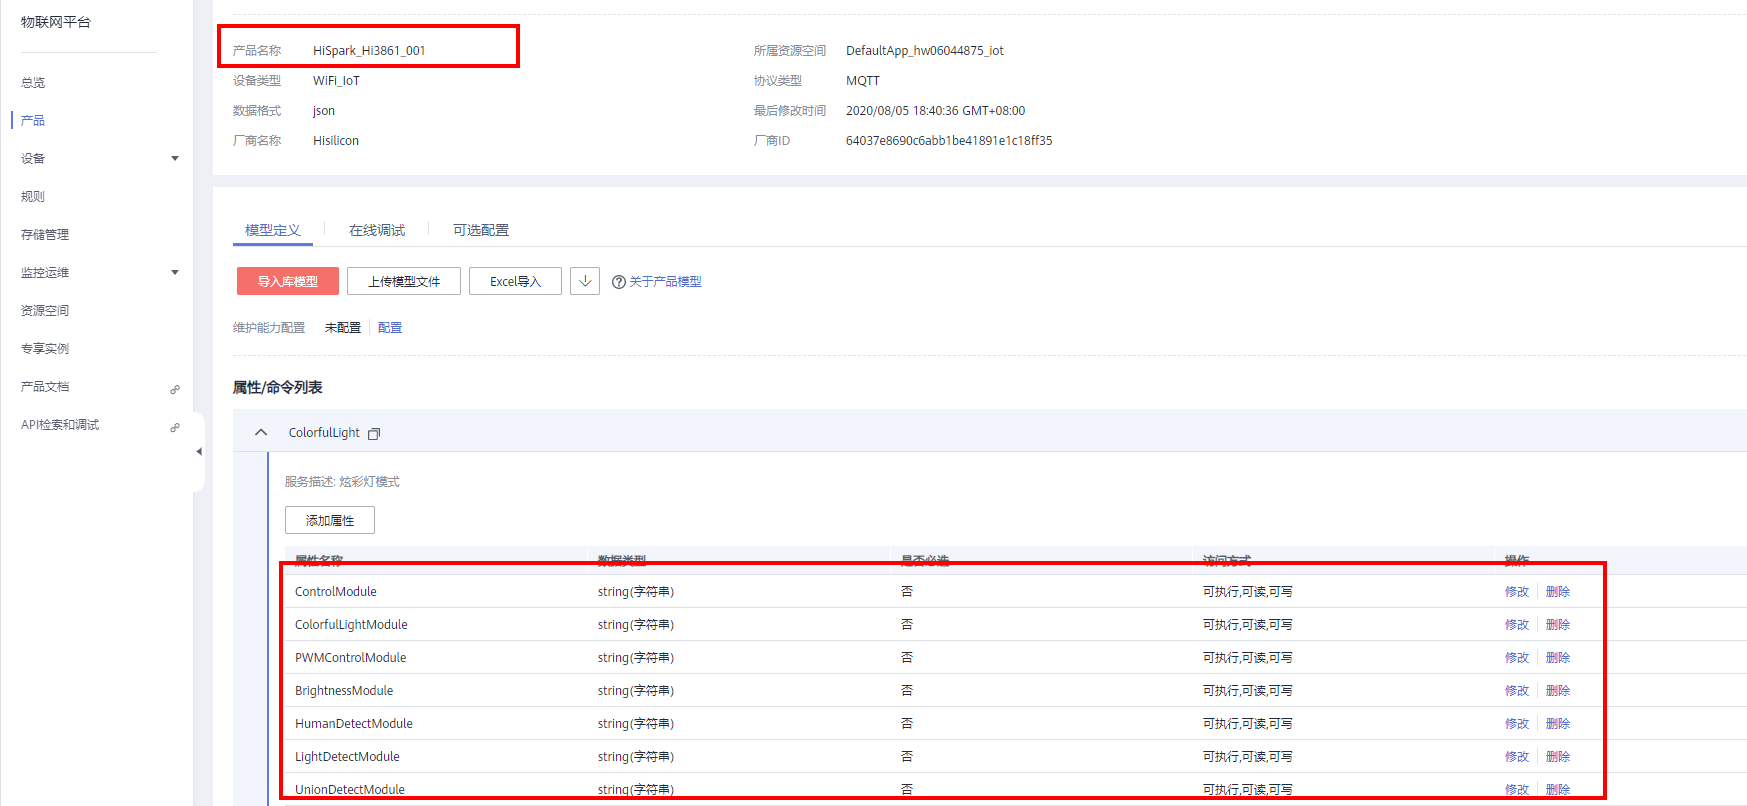 物联网平台
总览
产品
设备
规则
存储管理
监控运维
资源空间
专享实例
产品文档
API检索和调试
产品名称 HiSpark_Hi3861_001 所属资源空间 DefaultApp_hw06044875_iot
设备类型 WiFi_IoT 协议类型 MQTT
数据格式 json 最后修改时间 2020/08/05 18:40:36 GMT+08:00
厂商名称 Hisilicon 厂商ID 64037e8690c6abb1be41891e1c18ff35
模型定义 在线调试 可选配置
导入库模型 上传模型文件 Excel导入 关于产品模型
维护能力配置 未配置 配置
属性/命令列表
ColorfulLight
服务描述: 炫彩灯模式
添加属性
属性名称 数据类型 是否必选 访问方式 操作
ControlModule string(字符串) 否 可执行,可读,可写 修改 删除
ColorfulLightModule string(字符串) 否 可执行,可读,可写 修改 删除
PWMControlModule string(字符串) 否 可执行,可读,可写 修改 删除
BrightnessModule string(字符串) 否 可执行,可读,可写 修改 删除
HumanDetectModule string(字符串) 否 可执行,可读,可写 修改 删除
LightDetectModule string(字符串) 否 可执行,可读,可写 修改 删除
UnionDetectModule string(字符串) 否 可执行,可读,可写 修改 删除